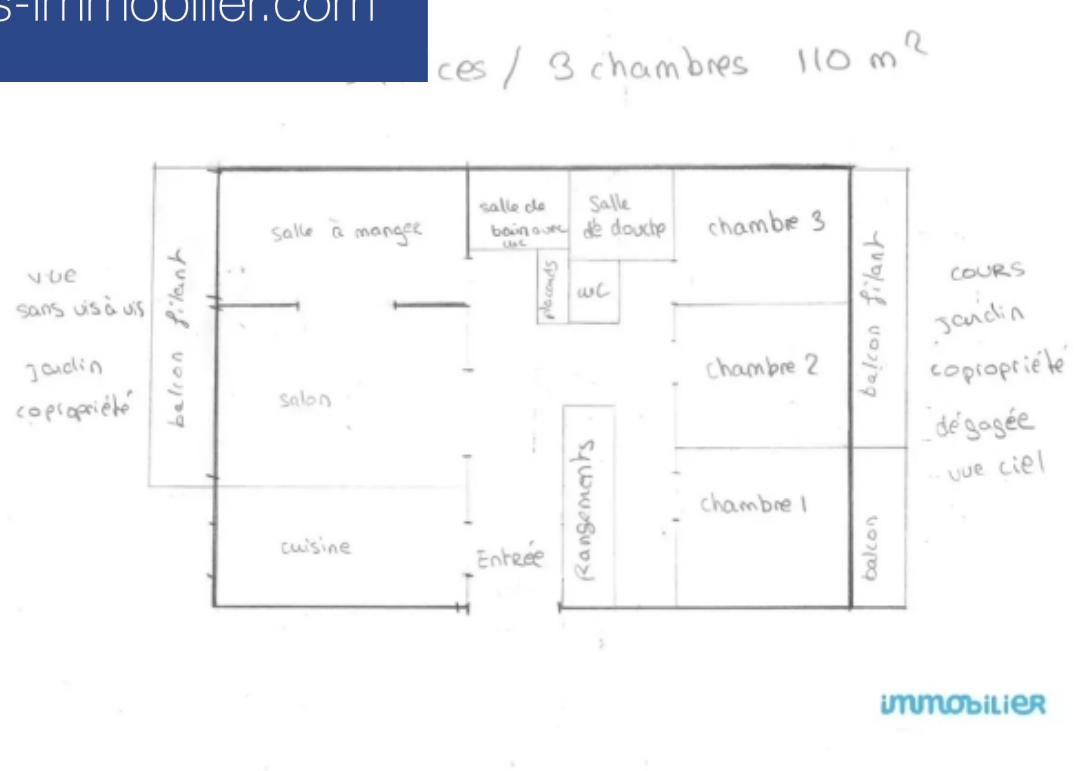 s-immobilier.com
ces / 3 chambres 110 m²
salle à manger
salle de
bain avec
wc
Salle
de douche
chambre 3
placards
WC
balcon filant
vue
sans vis à vis
jardin
copropriété
salon
chambre 2
balcon filant
cours
jardin
copropriété
dégagée
vue ciel
Rangements
chambre 1
cuisine
Entrée
balcon
immobilier